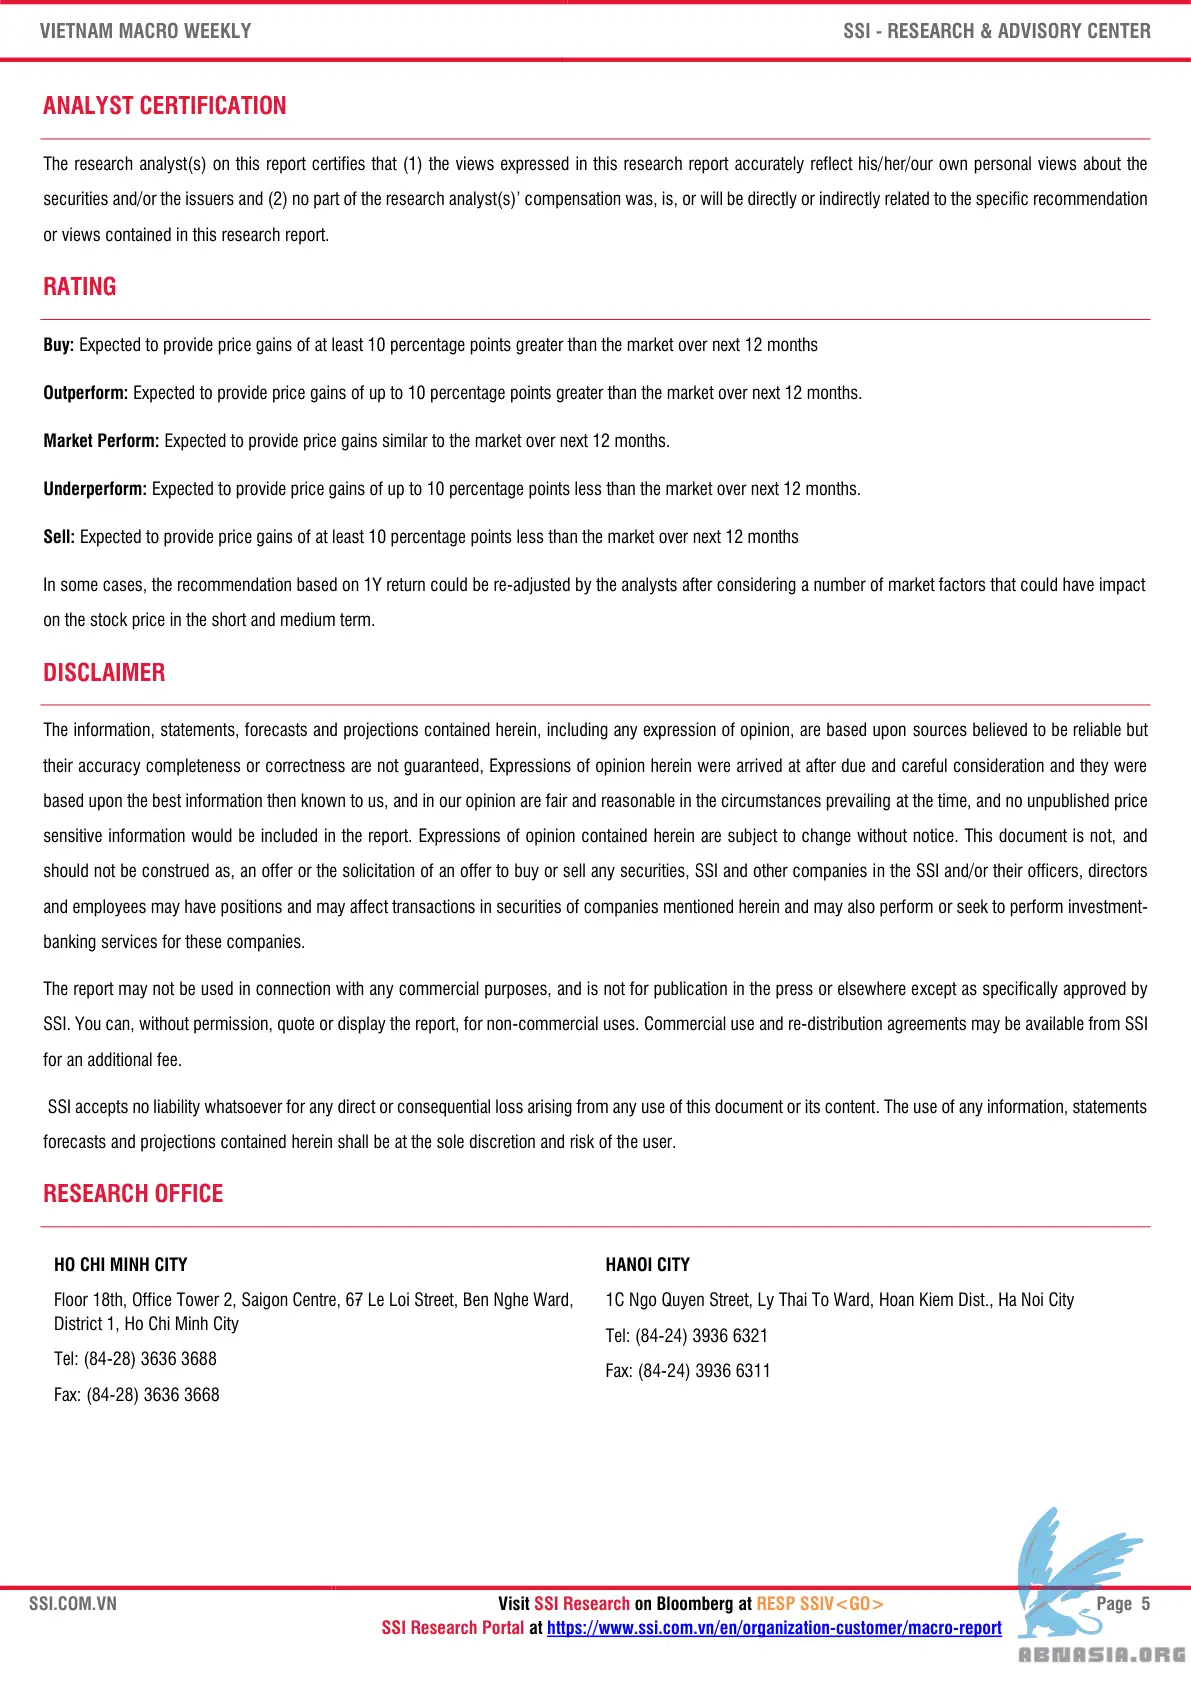 VIETNAM MACRO WEEKLY
SSI - RESEARCH & ADVISORY CENTER
ANALYST CERTIFICATION
The research analyst(s) on this report certifies that (1) the views expressed in this research report accurately reflect his/her/our own personal views about the
securities and/or the issuers and (2) no part of the research analyst(s)’ compensation was, is, or will be directly or indirectly related to the specific recommendation
or views contained in this research report.
RATING
Buy: Expected to provide price gains of at least 10 percentage points greater than the market over next 12 months
Outperform: Expected to provide price gains of up to 10 percentage points greater than the market over next 12 months.
Market Perform: Expected to provide price gains similar to the market over next 12 months.
Underperform: Expected to provide price gains of up to 10 percentage points less than the market over next 12 months.
Sell: Expected to provide price gains of at least 10 percentage points less than the market over next 12 months
In some cases, the recommendation based on 1Y return could be re-adjusted by the analysts after considering a number of market factors that could have impact
on the stock price in the short and medium term.
DISCLAIMER
The information, statements, forecasts and projections contained herein, including any expression of opinion, are based upon sources believed to be reliable but
their accuracy completeness or correctness are not guaranteed, Expressions of opinion herein were arrived at after due and careful consideration and they were
based upon the best information then known to us, and in our opinion are fair and reasonable in the circumstances prevailing at the time, and no unpublished price
sensitive information would be included in the report. Expressions of opinion contained herein are subject to change without notice. This document is not, and
should not be construed as, an offer or the solicitation of an offer to buy or sell any securities, SSI and other companies in the SSI and/or their officers, directors
and employees may have positions and may affect transactions in securities of companies mentioned herein and may also perform or seek to perform investment-
banking services for these companies.
The report may not be used in connection with any commercial purposes, and is not for publication in the press or elsewhere except as specifically approved by
SSI. You can, without permission, quote or display the report, for non-commercial uses. Commercial use and re-distribution agreements may be available from SSI
for an additional fee.
SSI accepts no liability whatsoever for any direct or consequential loss arising from any use of this document or its content. The use of any information, statements
forecasts and projections contained herein shall be at the sole discretion and risk of the user.
RESEARCH OFFICE
HO CHI MINH CITY
Floor 18th, Office Tower 2, Saigon Centre, 67 Le Loi Street, Ben Nghe Ward,
District 1, Ho Chi Minh City
Tel: (84-28) 3636 3688
Fax: (84-28) 3636 3668
HANOI CITY
1C Ngo Quyen Street, Ly Thai To Ward, Hoan Kiem Dist., Ha Noi City
Tel: (84-24) 3936 6321
Fax: (84-24) 3936 6311
SSI.COM.VN
Visit SSI Research on Bloomberg at RESP SSIV<GO>
SSI Research Portal at https://www.ssi.com.vn/en/organization-customer/macro-report
Page 5
ABNASIA.ORG